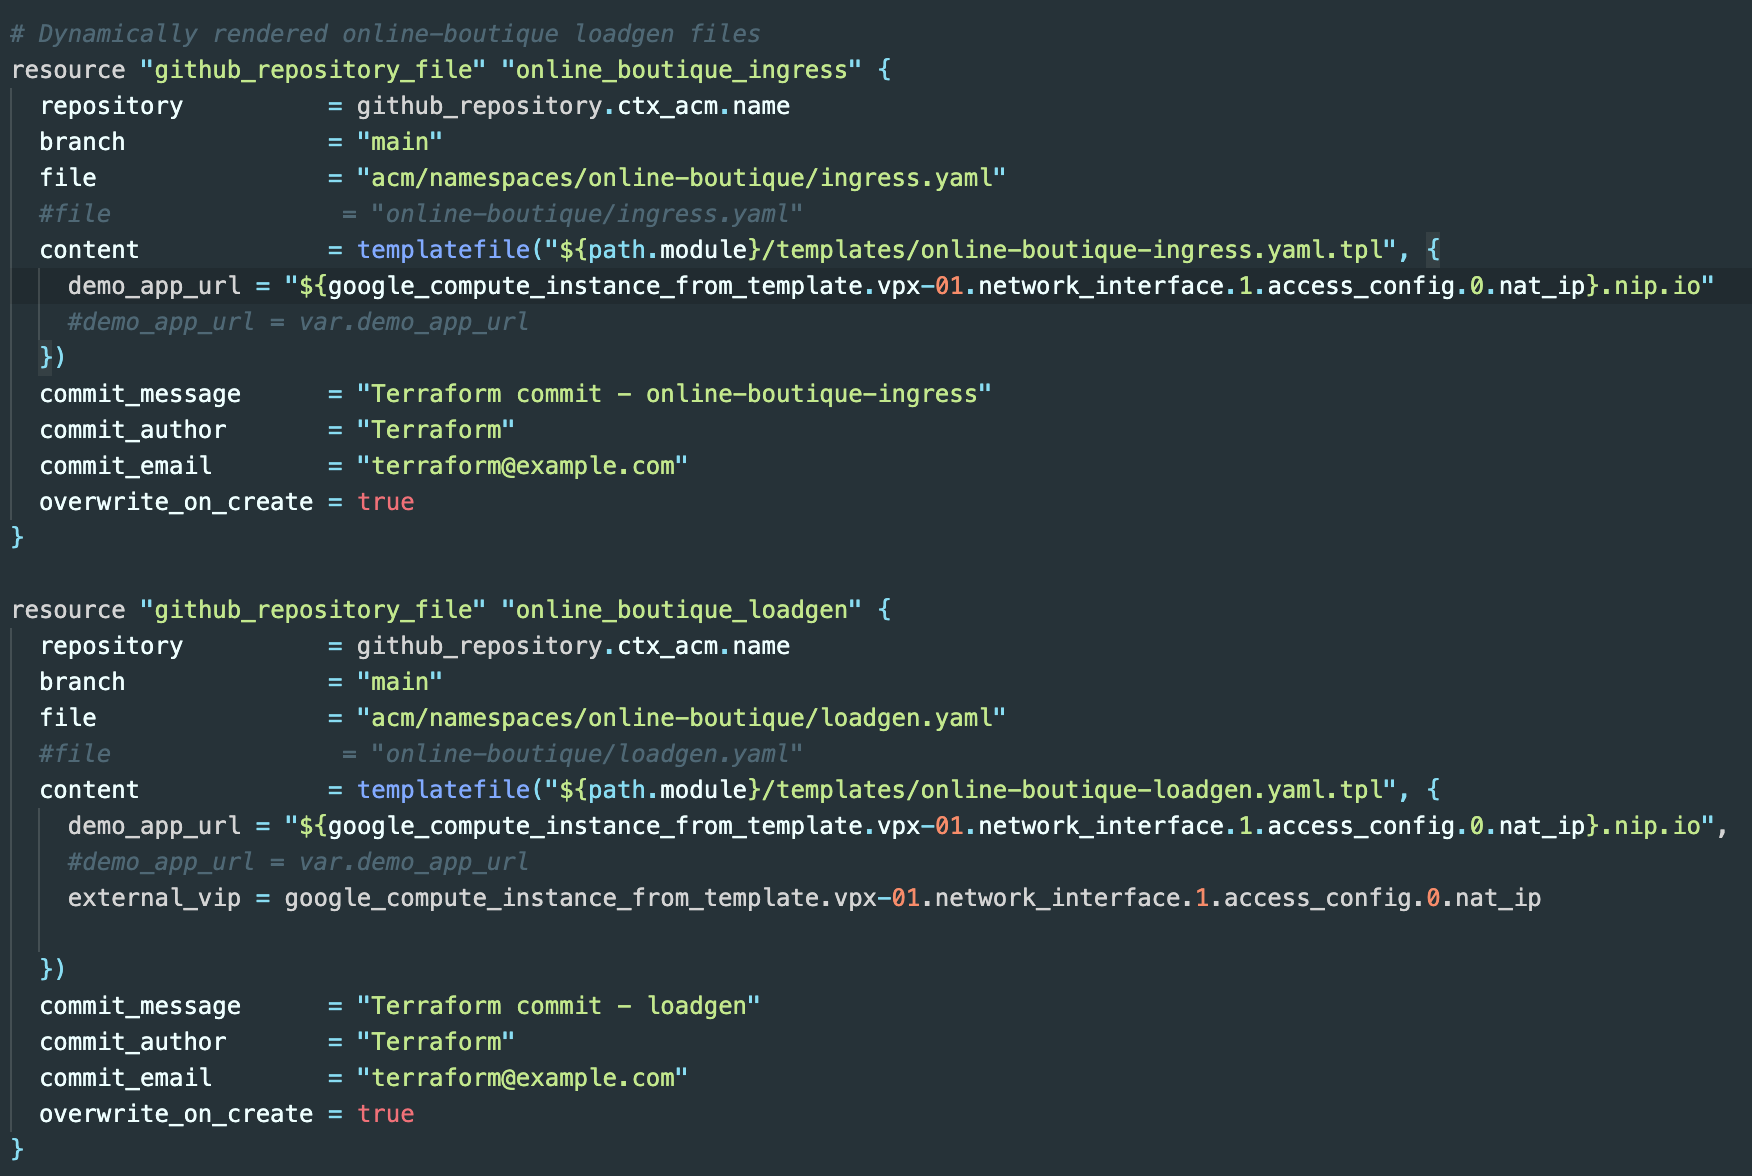 # Dynamically rendered online-boutique loadgen files
resource "github_repository_file" "online_boutique_ingress" {
  repository          = github_repository.ctx_acm.name
  branch              = "main"
  file                = "acm/namespaces/online-boutique/ingress.yaml"
  #file                = "online-boutique/ingress.yaml"
  content             = templatefile("${path.module}/templates/online-boutique-ingress.yaml.tpl", {
    demo_app_url = "${google_compute_instance_from_template.vpx-01.network_interface.1.access_config.0.nat_ip}.nip.io"
    #demo_app_url = var.demo_app_url
  })
  commit_message      = "Terraform commit - online-boutique-ingress"
  commit_author       = "Terraform"
  commit_email        = "terraform@example.com"
  overwrite_on_create = true
}

resource "github_repository_file" "online_boutique_loadgen" {
  repository          = github_repository.ctx_acm.name
  branch              = "main"
  file                = "acm/namespaces/online-boutique/loadgen.yaml"
  #file                = "online-boutique/loadgen.yaml"
  content             = templatefile("${path.module}/templates/online-boutique-loadgen.yaml.tpl", {
    demo_app_url = "${google_compute_instance_from_template.vpx-01.network_interface.1.access_config.0.nat_ip}.nip.io",
    #demo_app_url = var.demo_app_url
    external_vip = google_compute_instance_from_template.vpx-01.network_interface.1.access_config.0.nat_ip

  })
  commit_message      = "Terraform commit - loadgen"
  commit_author       = "Terraform"
  commit_email        = "terraform@example.com"
  overwrite_on_create = true
}